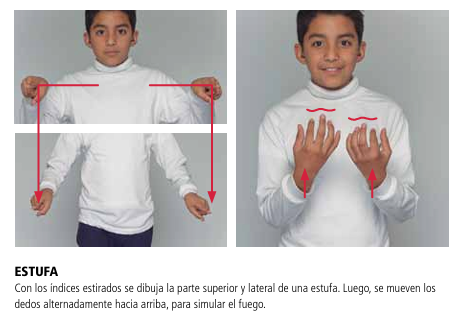 ESTUFA
Con los índices estirados se dibuja la parte superior y lateral de una estufa. Luego, se mueven los
dedos alternadamente hacia arriba, para simular el fuego.